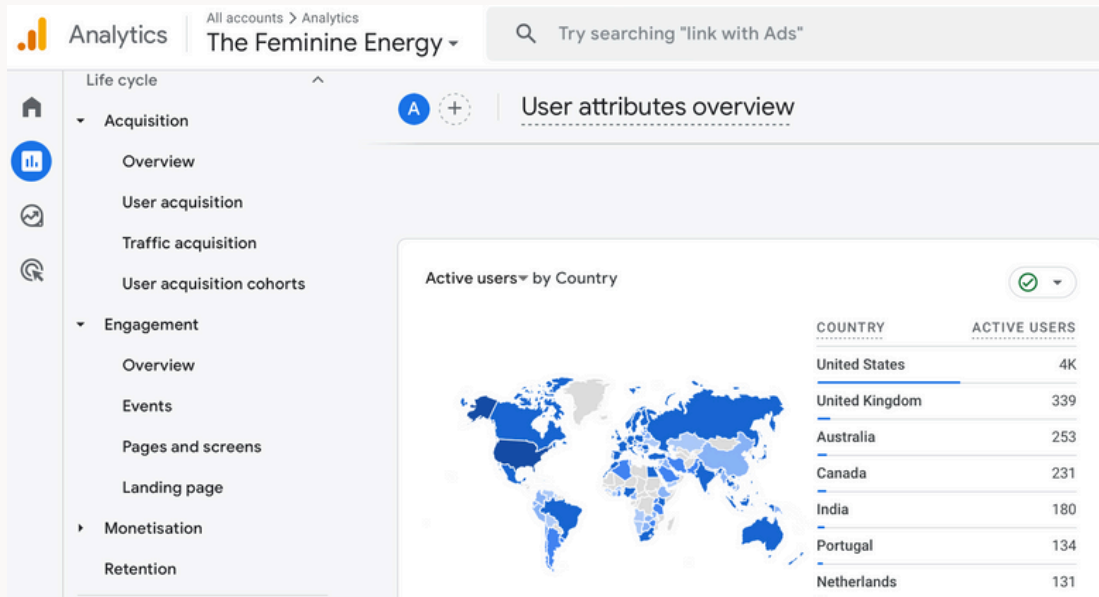 All accounts > Analytics
Analytics
The Feminine Energy
Try searching "link with Ads"
Life cycle
Acquisition
Overview
User acquisition
Traffic acquisition
User acquisition cohorts
Engagement
Overview
Events
Pages and screens
Landing page
Monetisation
Retention
A
User attributes overview
Active users by Country
COUNTRY ACTIVE USERS
United States 4K
United Kingdom 339
Australia 253
Canada 231
India 180
Portugal 134
Netherlands 131